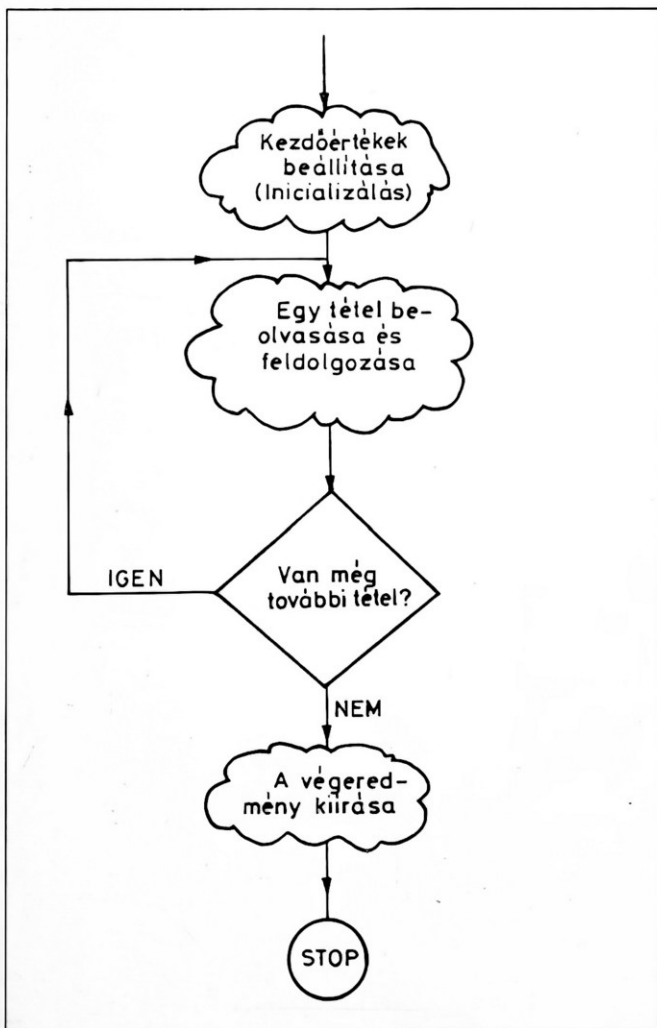 Kezdőértékek
beállítása
(Inicializálás)
Egy tétel be-
olvasása és
feldolgozása
Van még
további tétel?
IGEN
NEM
A végered-
mény kiírása
STOP